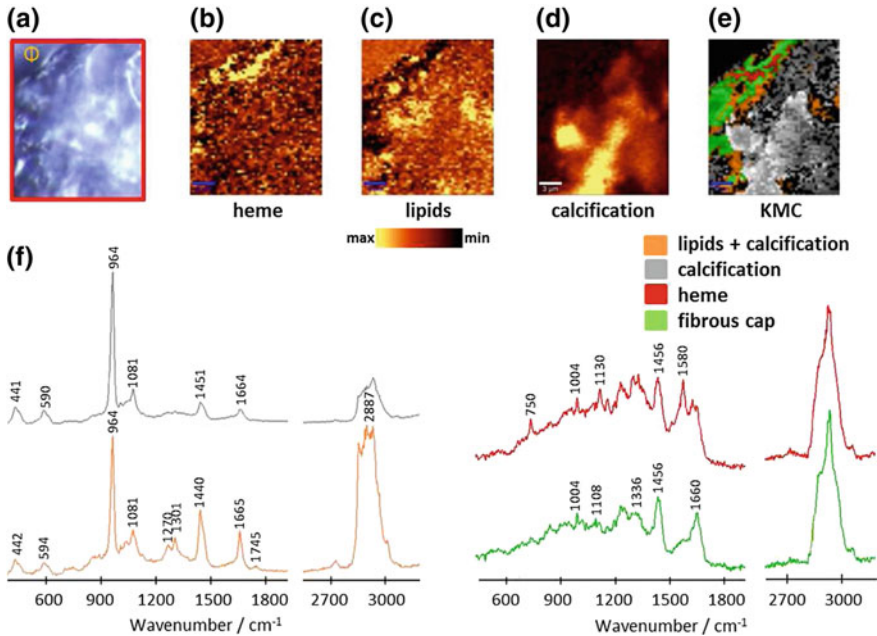 (a)
(b)
(c)
(d)
(e)
3 µm
heme
lipids
calcification
KMC
max
min
lipids + calcification
calcification
heme
fibrous cap
(f)
441
590
964
1081
1451
1664
442
594
964
1081
1270
1301
1440
1665
1745
2887
750
1004
1130
1456
1580
1004
1108
1336
1456
1660
600 900 1200 1500 1800
2700 3000
600 900 1200 1500 1800
2700 3000
Wavenumber / cm⁻¹
Wavenumber / cm⁻¹